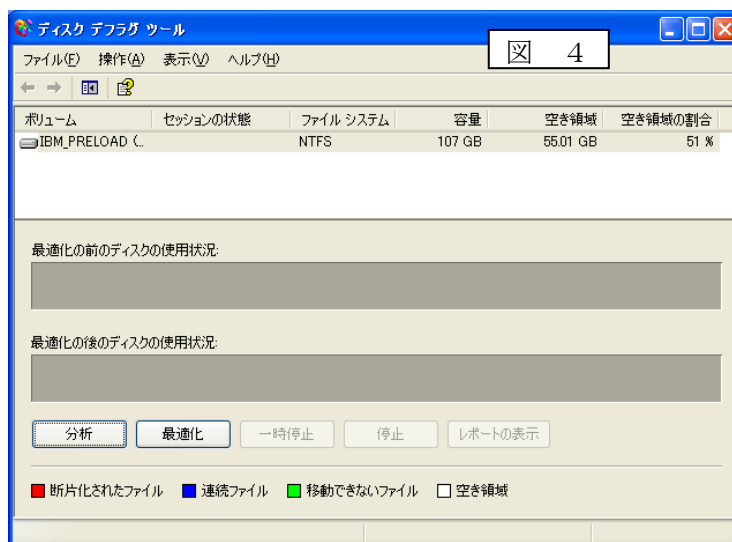 ディスク デフラグ ツール
図 4
ファイル(F) 操作(A) 表示(V) ヘルプ(H)
ボリューム セッションの状態 ファイル システム 容量 空き領域 空き領域の割合
IBM_PRELOAD (... NTFS 107 GB 55.01 GB 51 %
最適化の前のディスクの使用状況:
最適化の後のディスクの使用状況:
分析 最適化 一時停止 停止 レポートの表示
断片化されたファイル 連続ファイル 移動できないファイル 空き領域